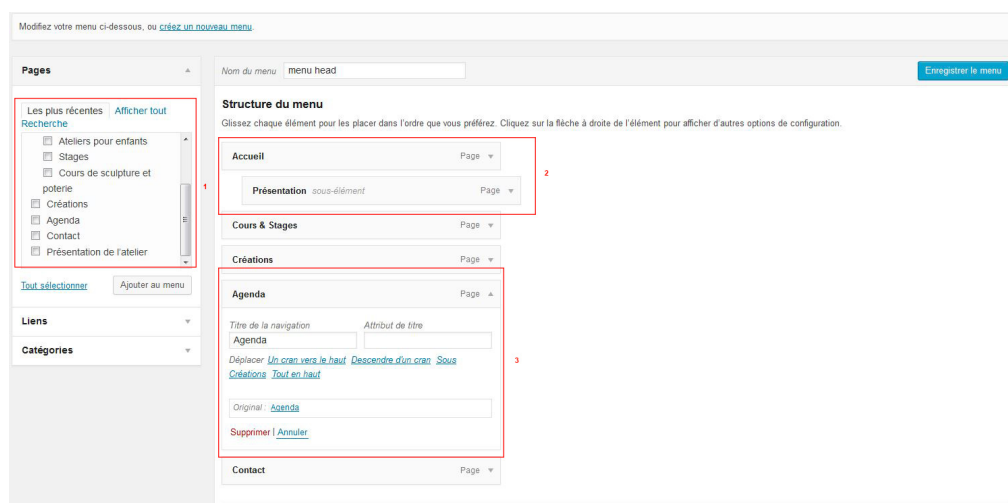 Modifiez votre menu ci-dessous, ou créez un nouveau menu.
Pages
Nom du menu menu head
Enregistrer le menu
Les plus récentes Afficher tout
Recherche
Ateliers pour enfants
Stages
Cours de sculpture et
poterie
Créations
Agenda
Contact
Présentation de l'atelier
1
Tout sélectionner Ajouter au menu
Liens
Catégories
Structure du menu
Glissez chaque élément pour les placer dans l'ordre que vous préférez. Cliquez sur la flèche à droite de l'élément pour afficher d'autres options de configuration.
Accueil Page
2
Présentation sous-élément Page
Cours & Stages Page
Créations Page
Agenda Page
Titre de la navigation Attribut de titre
Agenda
Déplacer Un cran vers le haut Descendre d'un cran Sous
Créations Tout en haut
3
Original : Agenda
Supprimer | Annuler
Contact Page